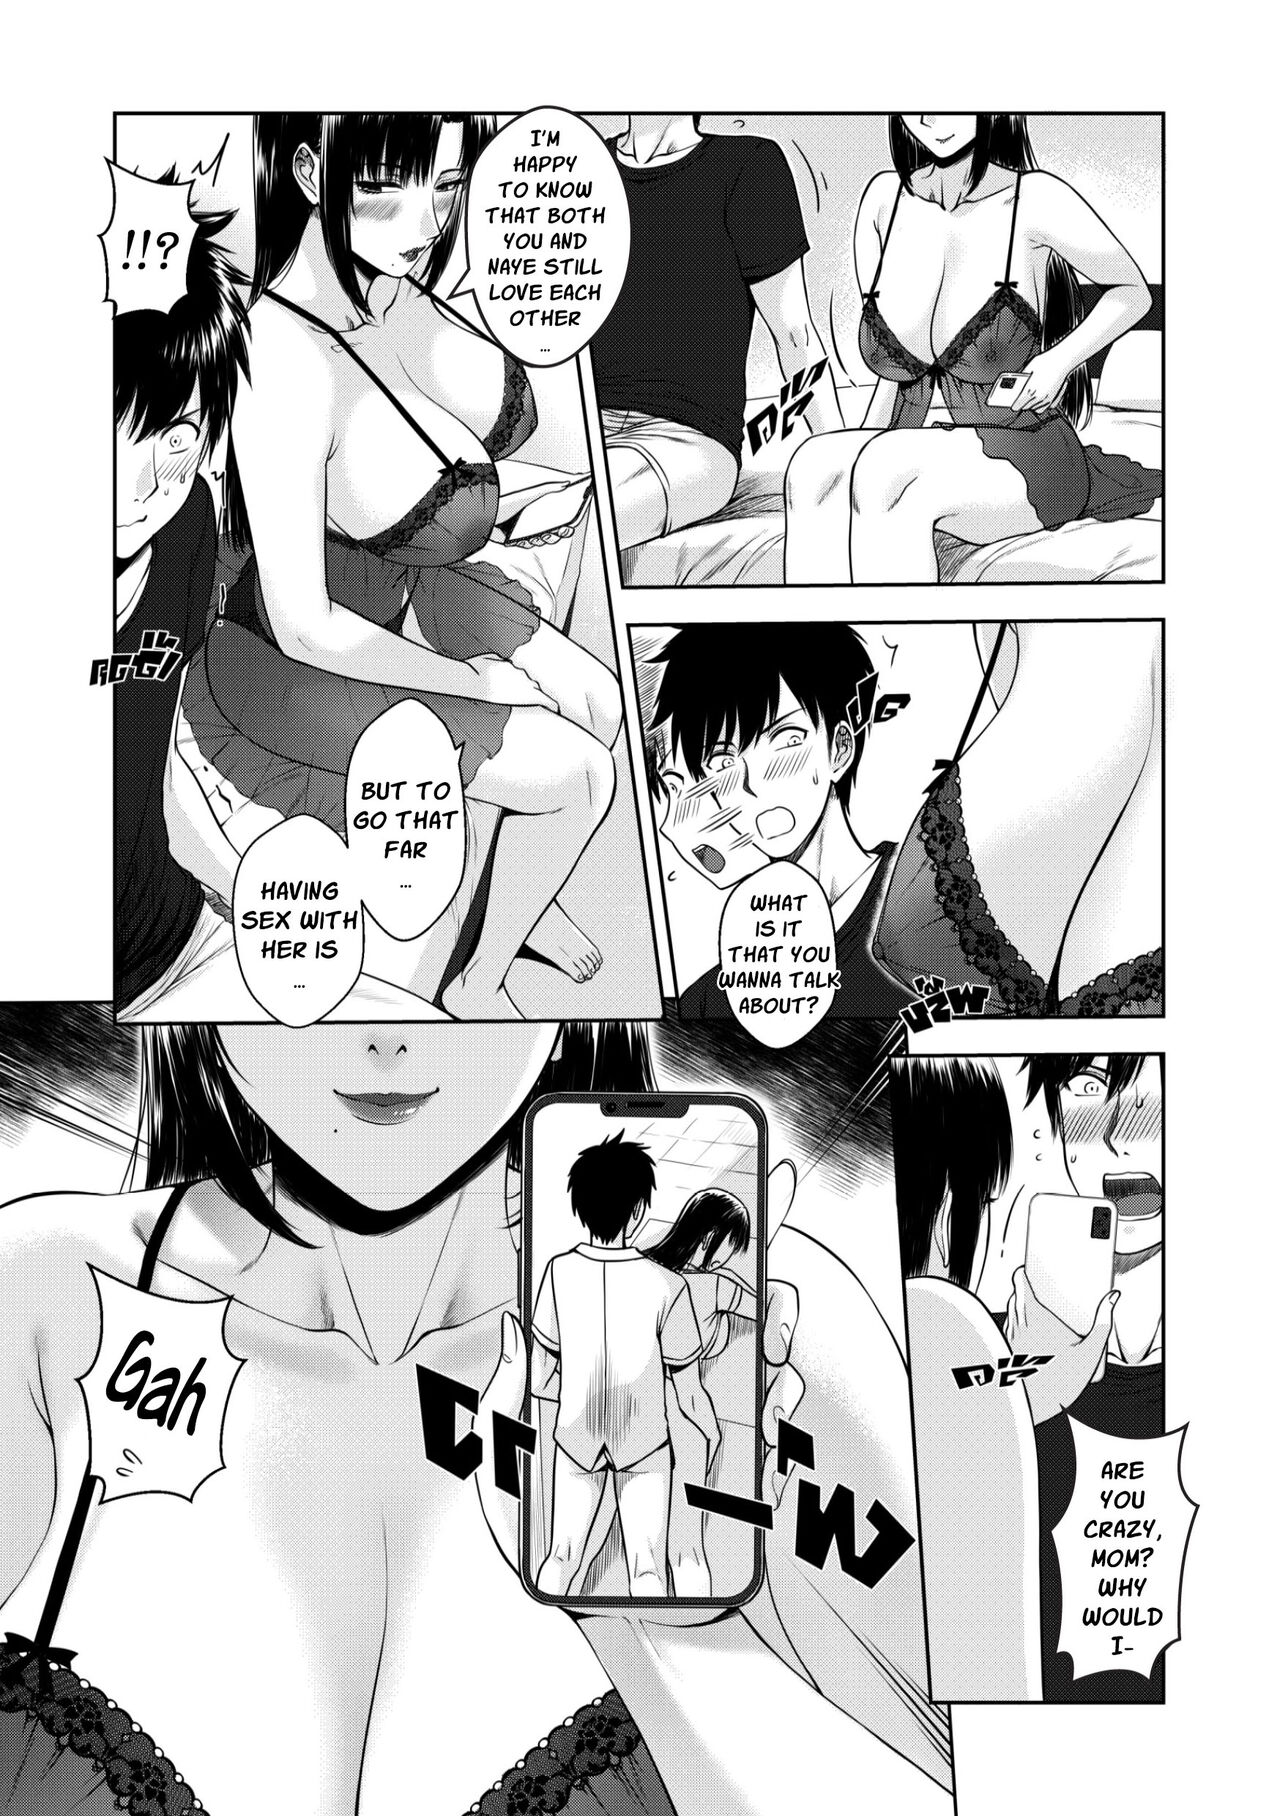 WHAT
IS IT
THAT YOU
WANNA TALK
ABOUT?
I'M
HAPPY
TO KNOW
THAT BOTH
YOU AND
NAYE STILL
LOVE EACH
OTHER
...
!!?
BUT TO
GO THAT
FAR
...
HAVING
SEX WITH
HER IS
...
ARE
YOU
CRAZY,
MOM?
WHY
WOULD
I-
Gah